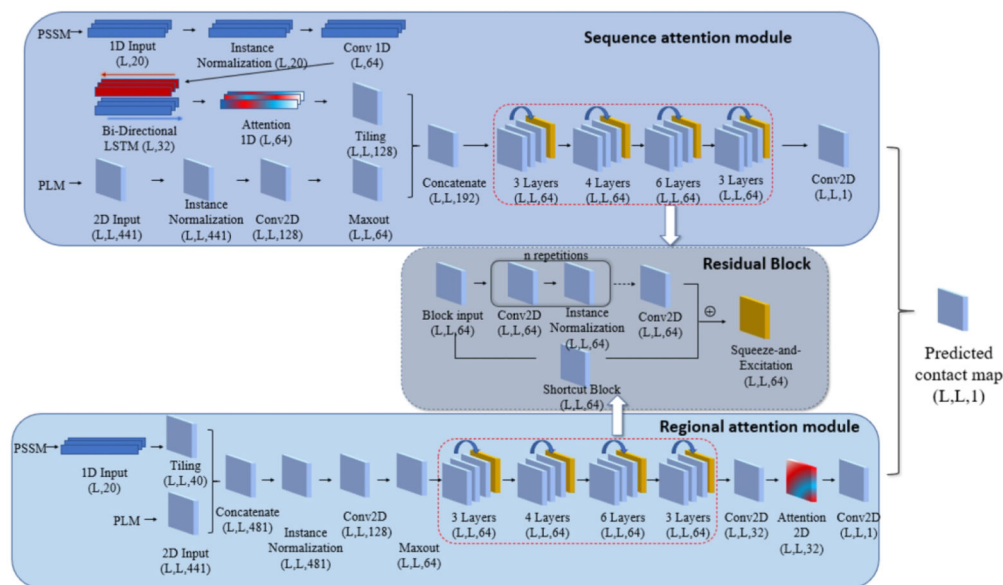 Sequence attention module
PSSM
1D Input
(L,20)
Instance
Normalization (L,20)
Conv 1D
(L,64)
Bi-Directional
LSTM (L,32)
Attention
1D (L,64)
Tiling
(L,L,128)
PLM
2D Input
(L,L,441)
Instance
Normalization
(L,L,441)
Conv2D
(L,L,128)
Maxout
(L,L,64)
Concatenate
(L,L,192)
3 Layers
(L,L,64)
4 Layers
(L,L,64)
6 Layers
(L,L,64)
3 Layers
(L,L,64)
Conv2D
(L,L,1)
Residual Block
n repetitions
Block input
(L,L,64)
Conv2D
(L,L,64)
Instance
Normalization
(L,L,64)
Conv2D
(L,L,64)
⊕
Squeeze-and-
Excitation
(L,L,64)
Shortcut Block
(L,L,64)
Predicted
contact map
(L,L,1)
Regional attention module
PSSM
1D Input
(L,20)
Tiling
(L,L,40)
PLM
2D Input
(L,L,441)
Concatenate
(L,L,481)
Instance
Normalization
(L,L,481)
Conv2D
(L,L,128)
Maxout
(L,L,64)
3 Layers
(L,L,64)
4 Layers
(L,L,64)
6 Layers
(L,L,64)
3 Layers
(L,L,64)
Conv2D
(L,L,32)
Attention
2D
(L,L,32)
Conv2D
(L,L,1)